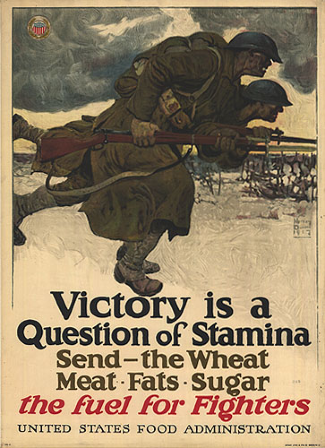 Victory is a
Question of Stamina
Send - the Wheat
Meat · Fats · Sugar
the fuel for Fighters
UNITED STATES FOOD ADMINISTRATION